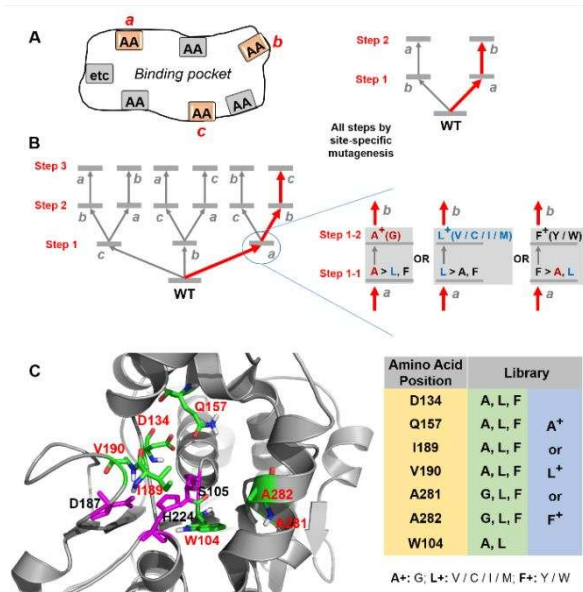 A
a
AA
AA
AA
b
etc
Binding pocket
AA
AA
AA
c
Step 2
a
b
Step 1
b
a
WT
All steps by
site-specific
mutagenesis
B
Step 3
a
b
a
c
b
c
Step 2
b
a
c
a
c
b
Step 1
c
b
a
WT
Step 1-2
A+(G)
OR
L+(V / C / I / M)
OR
F+(Y / W)
Step 1-1
A > L, F
L > A, F
F > A, L
a
a
a
b
b
b
C
Q157
D134
V190
I189
S105
D187
H224
A282
A281
W104
Amino Acid Position
Library
D134 A, L, F
Q157 A, L, F A+
I189 A, L, F or
V190 A, L, F L+
A281 G, L, F or
A282 G, L, F F+
W104 A, L
A+: G; L+: V / C / I / M; F+: Y / W